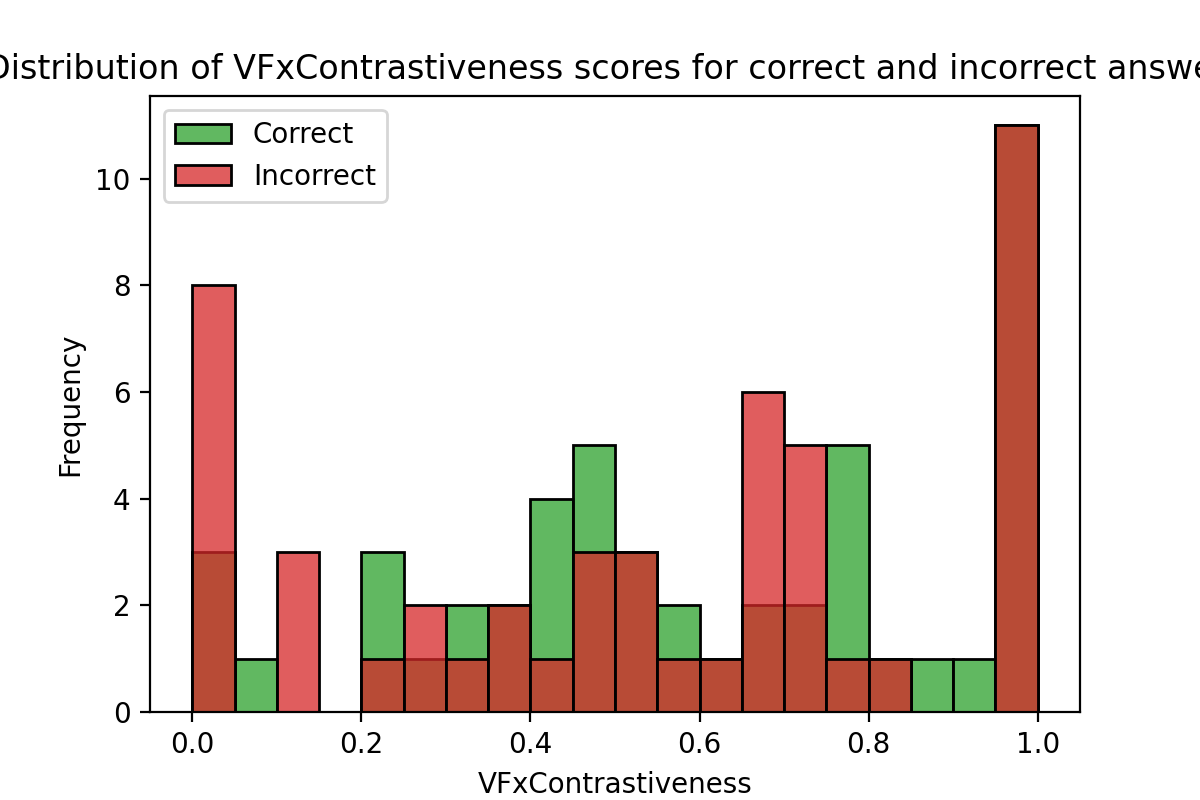 Distribution of VFxContrastiveness scores for correct and incorrect
Correct
Incorrect
10
8
6
4
2
0
Frequency
0.0 0.2 0.4 0.6 0.8 1.0
VFxContrastiveness